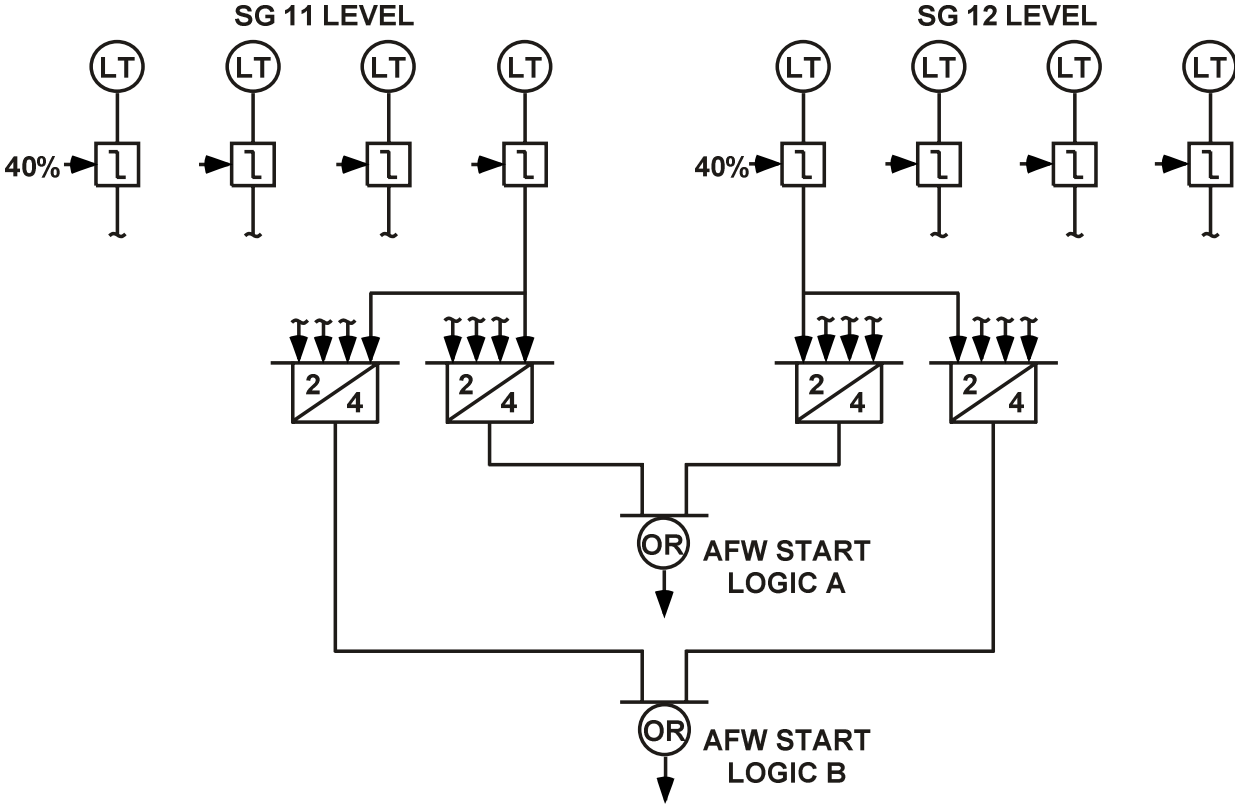 SG 11 LEVEL
SG 12 LEVEL
LT LT LT LT LT LT LT LT
40%
40%
2/4 2/4 2/4 2/4
OR
AFW START
LOGIC A
OR
AFW START
LOGIC B